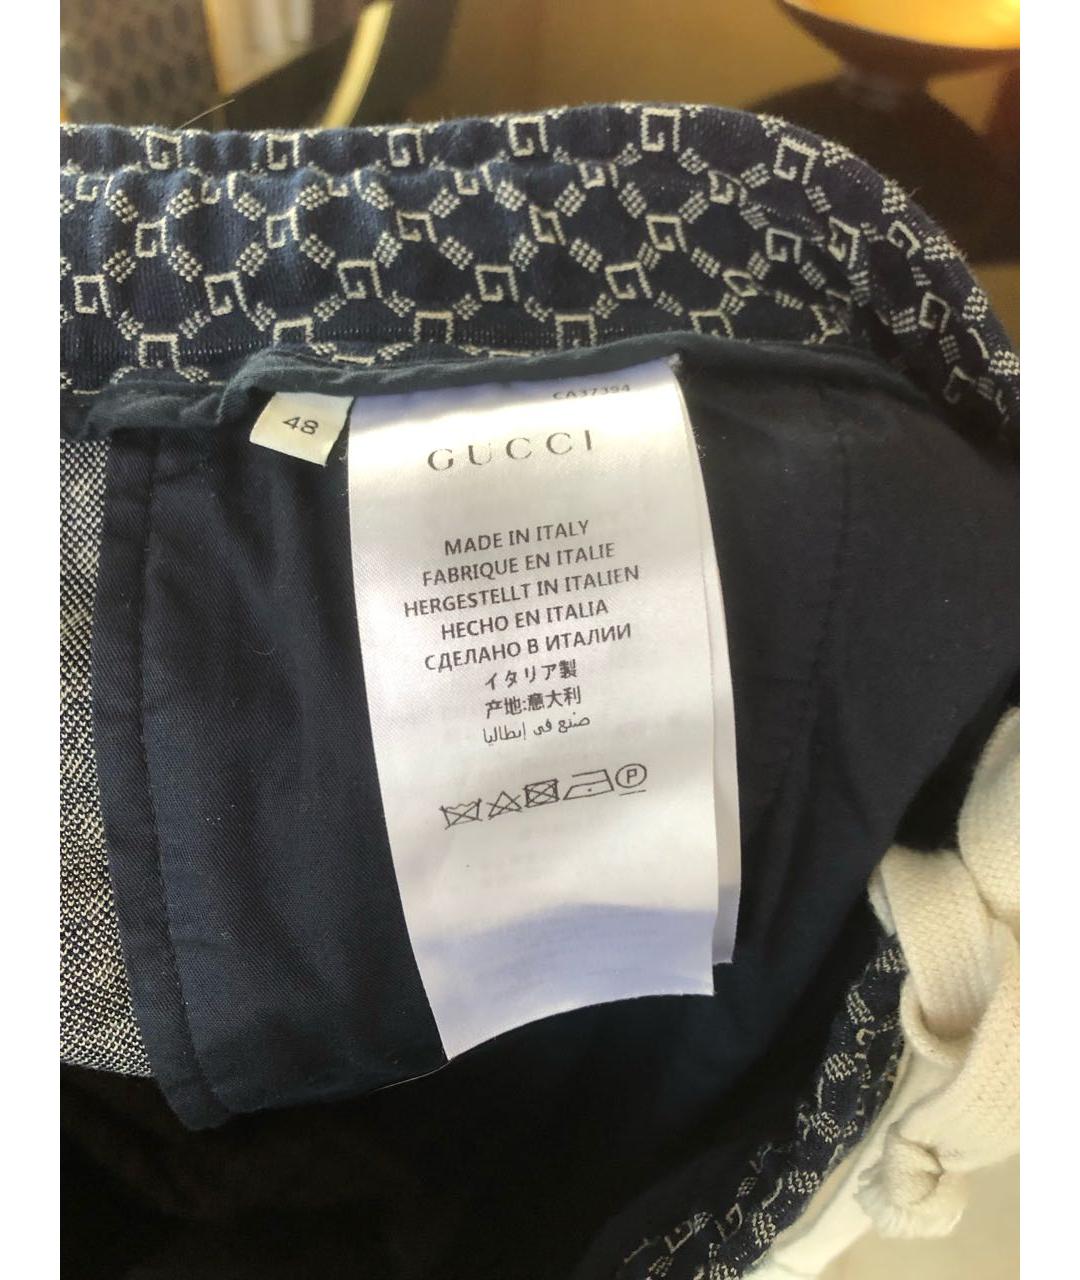 CA37394
48
GUCCI
MADE IN ITALY
FABRIQUE EN ITALIE
HERGESTELLT IN ITALIEN
HECHO EN ITALIA
СДЕЛАНО В ИТАЛИИ
イタリア製
产地:意大利
صنع في إيطاليا
P